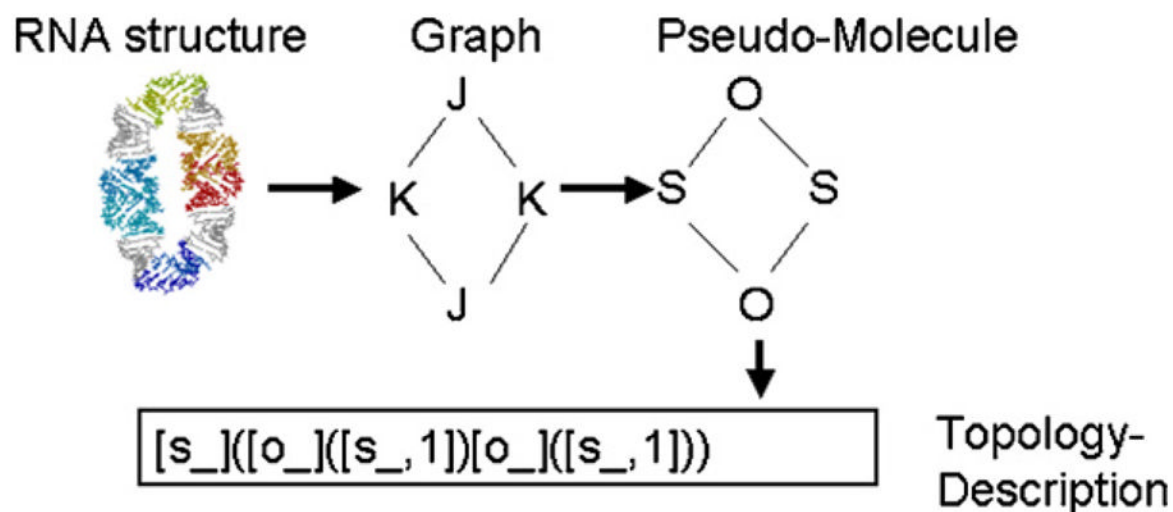 RNA structure
Graph
Pseudo-Molecule
J
K K
J
O
S S
O
[s_]([o_]([s_,1])[o_]([s_,1]))
Topology-
Description